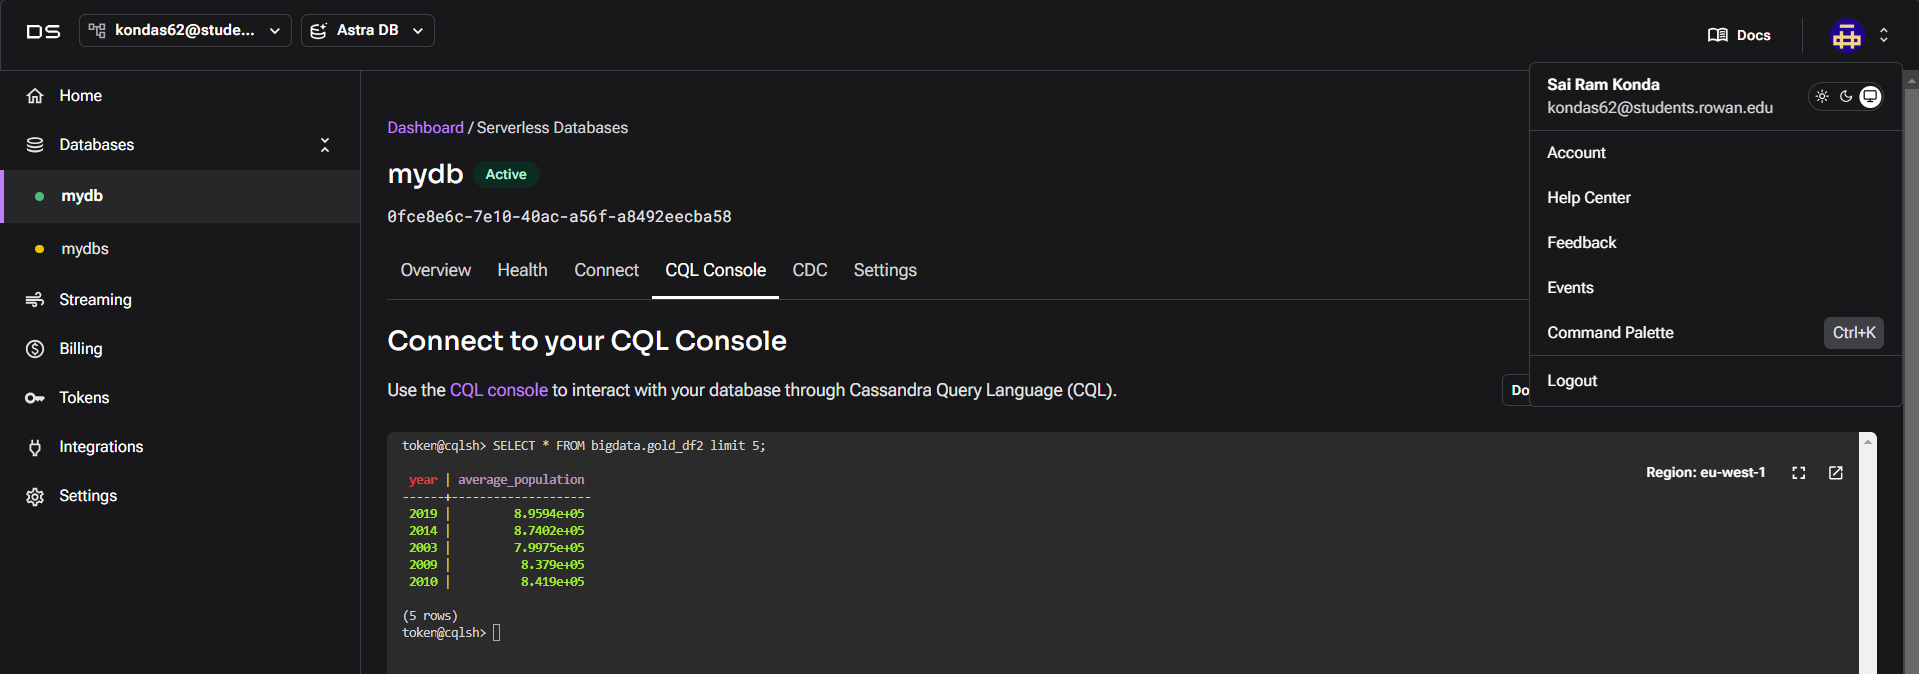 DS
kondas62@stude...
Astra DB
Docs
Sai Ram Konda
kondas62@students.rowan.edu
Account
Help Center
Feedback
Events
Command Palette
Ctrl+K
Logout
Home
Databases
mydb
mydbs
Streaming
Billing
Tokens
Integrations
Settings
Dashboard / Serverless Databases
mydb
Active
0fce8e6c-7e10-40ac-a56f-a8492eecba58
Overview
Health
Connect
CQL Console
CDC
Settings
Connect to your CQL Console
Use the CQL console to interact with your database through Cassandra Query Language (CQL).
Do
token@cqlsh> SELECT * FROM bigdata.gold_df2 limit 5;
Region: eu-west-1
year | average_population
------+--------------------
2019 | 8.9594e+05
2014 | 8.7402e+05
2003 | 7.9975e+05
2009 | 8.379e+05
2010 | 8.419e+05
(5 rows)
token@cqlsh>